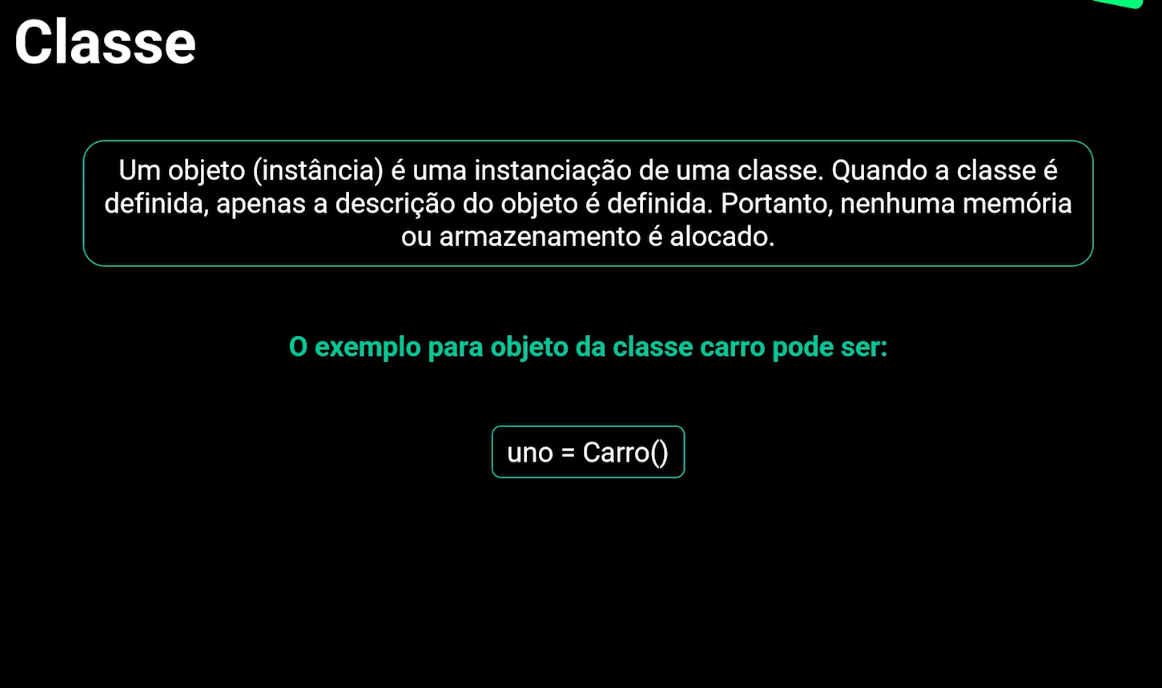 Classe
Um objeto (instância) é uma instanciação de uma classe. Quando a classe é
definida, apenas a descrição do objeto é definida. Portanto, nenhuma memória
ou armazenamento é alocado.
O exemplo para objeto da classe carro pode ser:
uno = Carro()